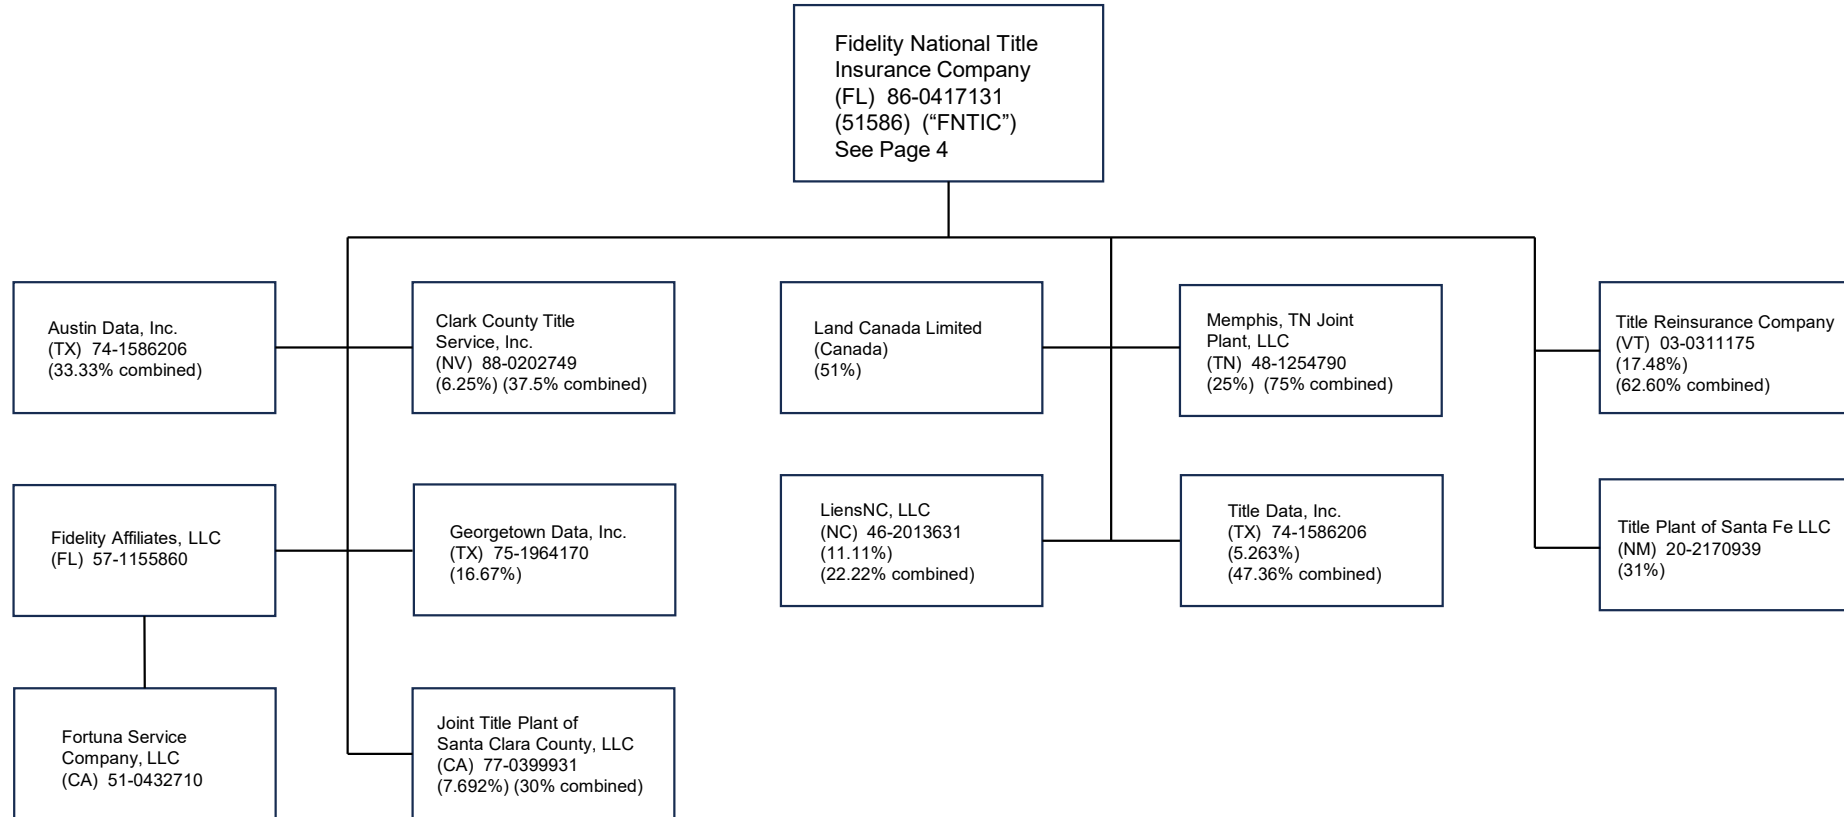 Fidelity National Title
Insurance Company
(FL) 86-0417131
(51586) (“FNTIC”)
See Page 4
Austin Data, Inc.
(TX) 74-1586206
(33.33% combined)
Clark County Title
Service, Inc.
(NV) 88-0202749
(6.25%) (37.5% combined)
Land Canada Limited
(Canada)
(51%)
Memphis, TN Joint
Plant, LLC
(TN) 48-1254790
(25%) (75% combined)
Title Reinsurance Company
(VT) 03-0311175
(17.48%)
(62.60% combined)
Fidelity Affiliates, LLC
(FL) 57-1155860
Georgetown Data, Inc.
(TX) 75-1964170
(16.67%)
LiensNC, LLC
(NC) 46-2013631
(11.11%)
(22.22% combined)
Title Data, Inc.
(TX) 74-1586206
(5.263%)
(47.36% combined)
Title Plant of Santa Fe LLC
(NM) 20-2170939
(31%)
Fortuna Service
Company, LLC
(CA) 51-0432710
Joint Title Plant of
Santa Clara County, LLC
(CA) 77-0399931
(7.692%) (30% combined)